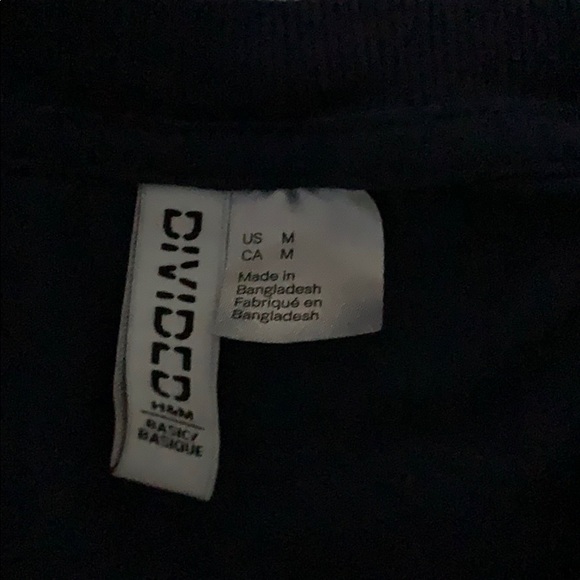 DIVIDED
H&M
BASIC/
BASIQUE
US M
CA M
Made in
Bangladesh
Fabriqué en
Bangladesh